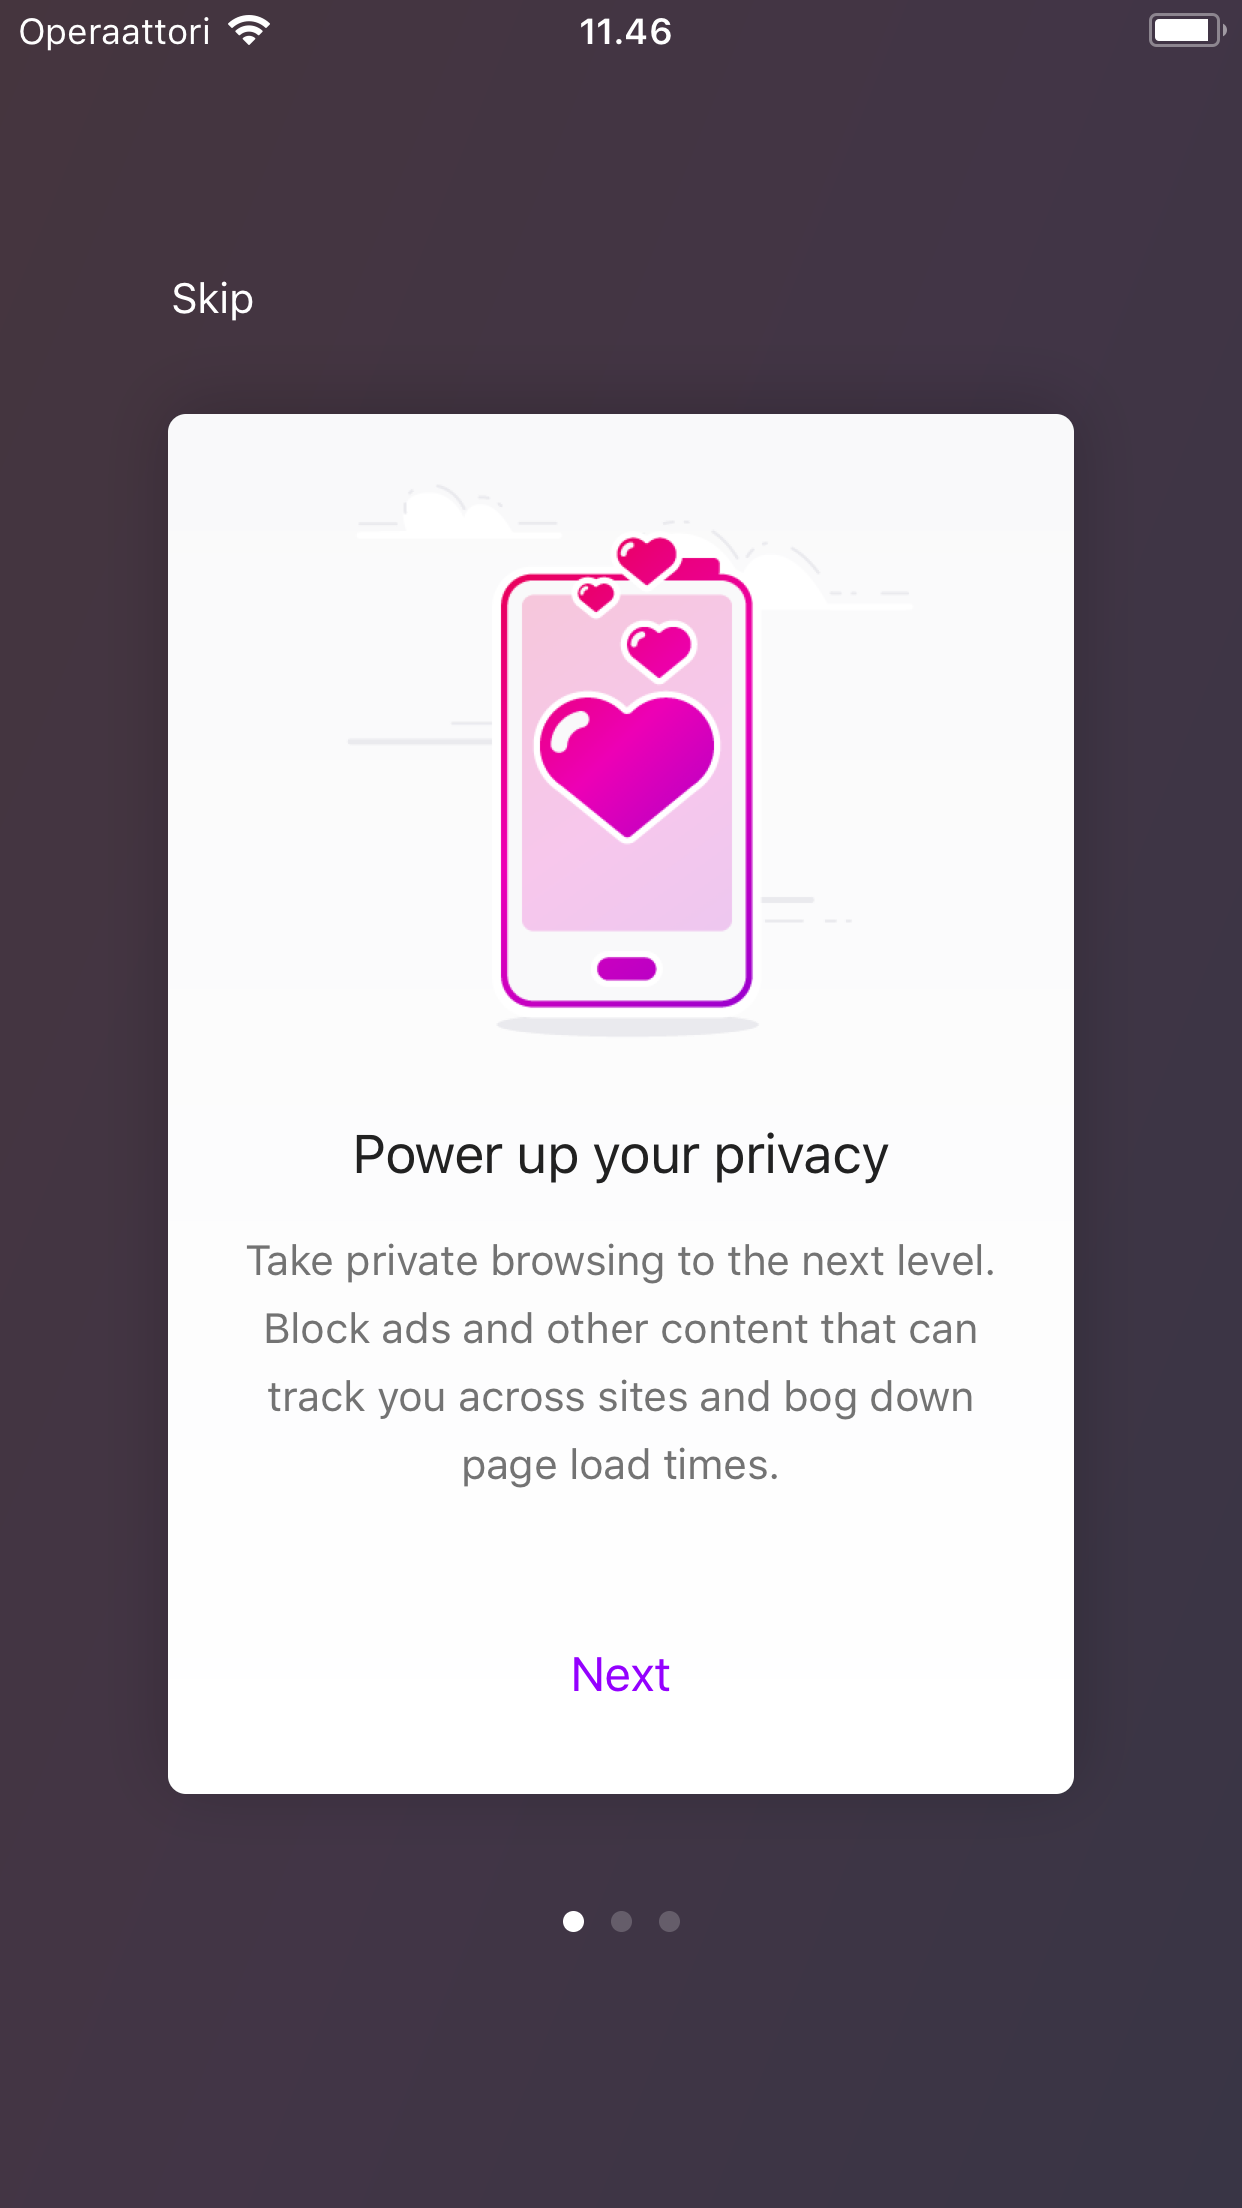 Operaattori 11.46
Skip
Power up your privacy
Take private browsing to the next level.
Block ads and other content that can
track you across sites and bog down
page load times.
Next